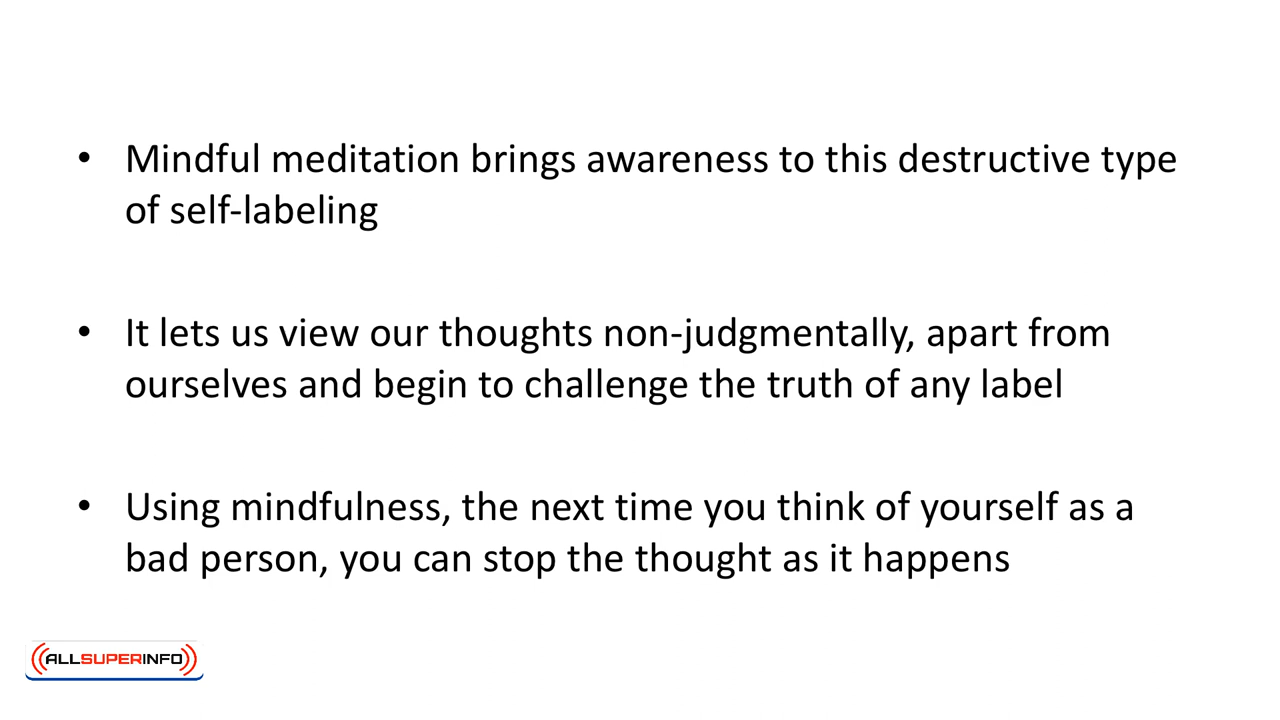 • Mindful meditation brings awareness to this destructive type
of self-labeling
• It lets us view our thoughts non-judgmentally, apart from
ourselves and begin to challenge the truth of any label
• Using mindfulness, the next time you think of yourself as a
bad person, you can stop the thought as it happens
ALLSUPERINFO